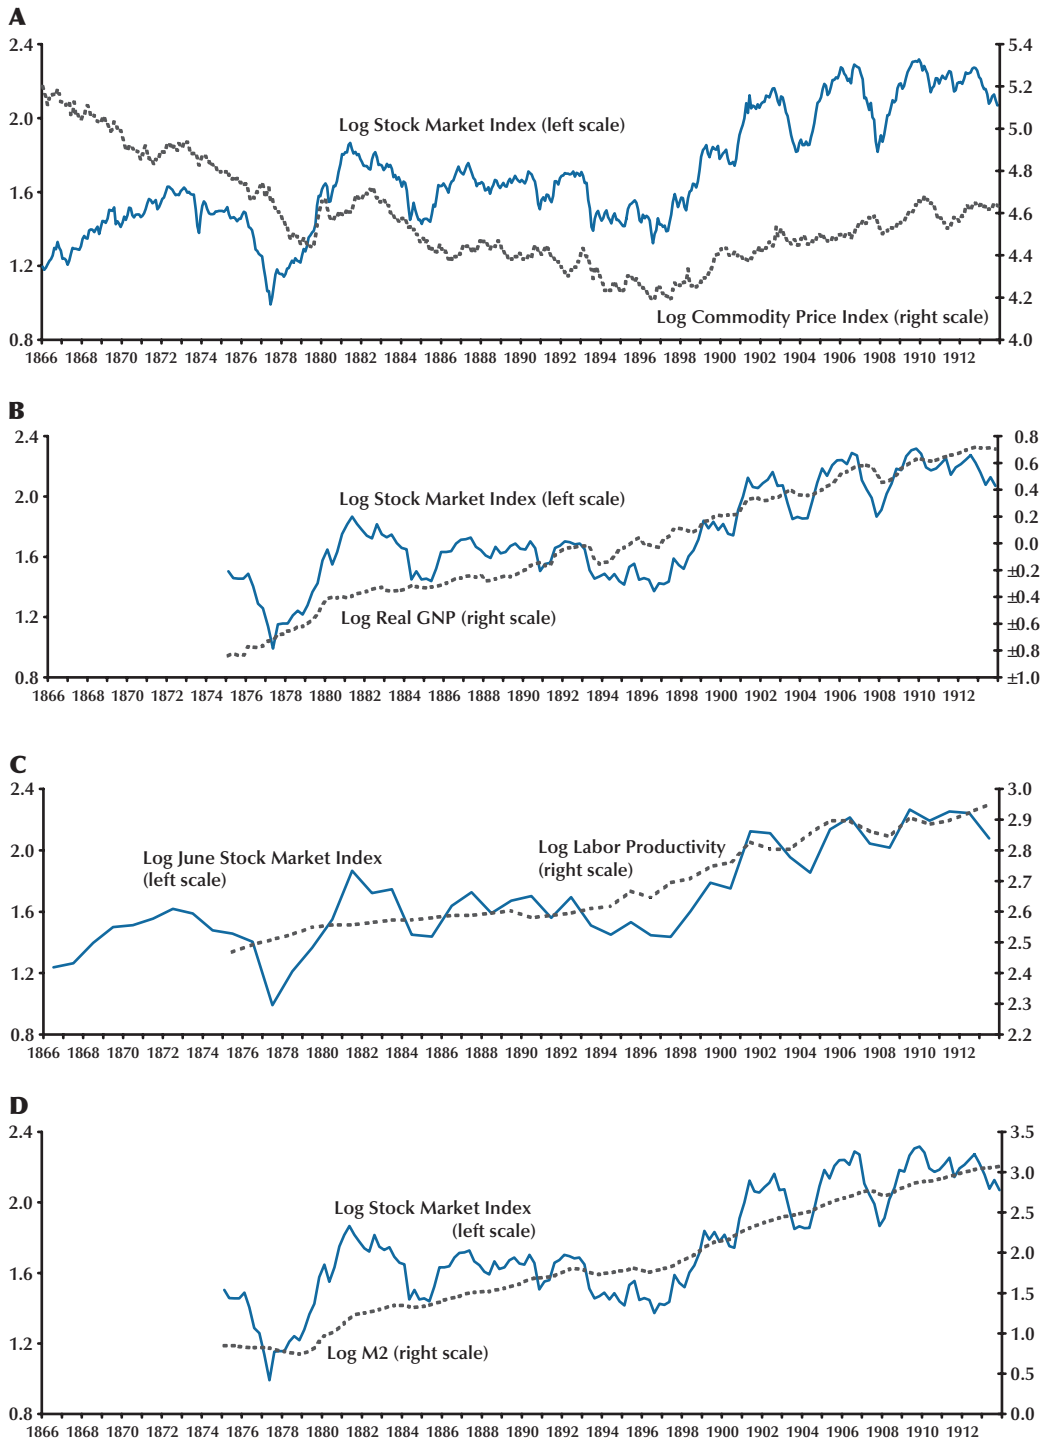 A
2.4
5.4
5.2
Log Stock Market Index (left scale)
2.0
5.0
4.8
1.6
4.6
4.4
1.2
4.2
Log Commodity Price Index (right scale)
0.8
4.0
1866 1868 1870 1872 1874 1876 1878 1880 1882 1884 1886 1888 1890 1892 1894 1896 1898 1900 1902 1904 1906 1908 1910 1912
B
2.4
0.8
0.6
Log Stock Market Index (left scale)
2.0
0.4
0.2
1.6
0.0
±0.2
±0.4
1.2
Log Real GNP (right scale)
±0.6
±0.8
0.8
±1.0
1866 1868 1870 1872 1874 1876 1878 1880 1882 1884 1886 1888 1890 1892 1894 1896 1898 1900 1902 1904 1906 1908 1910 1912
C
2.4
3.0
2.9
2.0
Log June Stock Market Index
(left scale)
Log Labor Productivity
(right scale)
2.8
2.7
1.6
2.6
2.5
1.2
2.4
2.3
0.8
2.2
1866 1868 1870 1872 1874 1876 1878 1880 1882 1884 1886 1888 1890 1892 1894 1896 1898 1900 1902 1904 1906 1908 1910 1912
D
2.4
3.5
3.0
2.0
Log Stock Market Index
(left scale)
2.5
2.0
1.6
1.5
1.2
1.0
Log M2 (right scale)
0.5
0.8
0.0
1866 1868 1870 1872 1874 1876 1878 1880 1882 1884 1886 1888 1890 1892 1894 1896 1898 1900 1902 1904 1906 1908 1910 1912